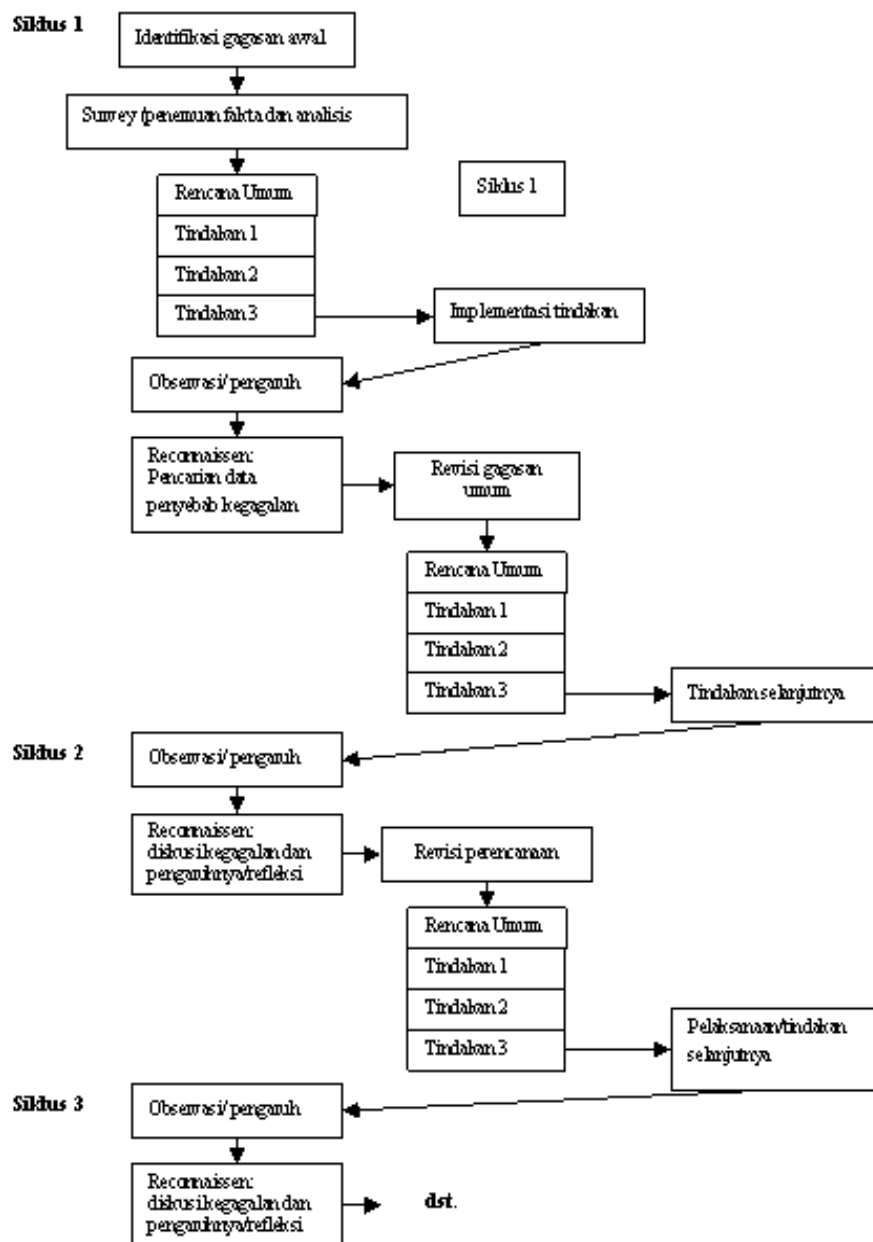 Siklus 1
Identifikasi gagasan awal
Survey /penemuan fakta dan analisis
Rencana Umum
Siklus 1
Tindakan 1
Tindakan 2
Tindakan 3
Implementasi tindakan
Observasi/ pengaruh
Reconnaissen:
Pencarian data
penyebab kegagalan
Revisi gagasan
umum
Rencana Umum
Tindakan 1
Tindakan 2
Tindakan 3
Tindakan selanjutnya
Siklus 2
Observasi/ pengaruh
Reconnaissen:
diskusi kegagalan dan
pengaruhnya/refleksi
Revisi perencanaan
Rencana Umum
Tindakan 1
Tindakan 2
Tindakan 3
Pelaksanaan/tindakan
selanjutnya
Siklus 3
Observasi/ pengaruh
Reconnaissen:
diskusi kegagalan dan
pengaruhnya/refleksi
dst.